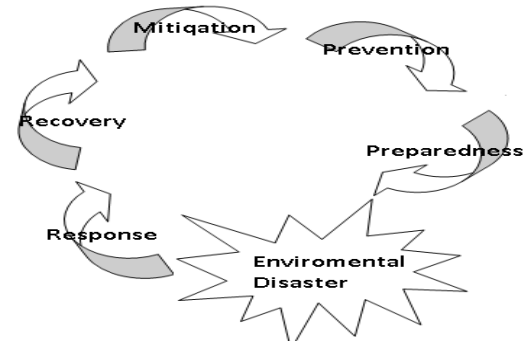 Mitiqation
Prevention
Recovery
Preparedness
Response
Enviromental
Disaster